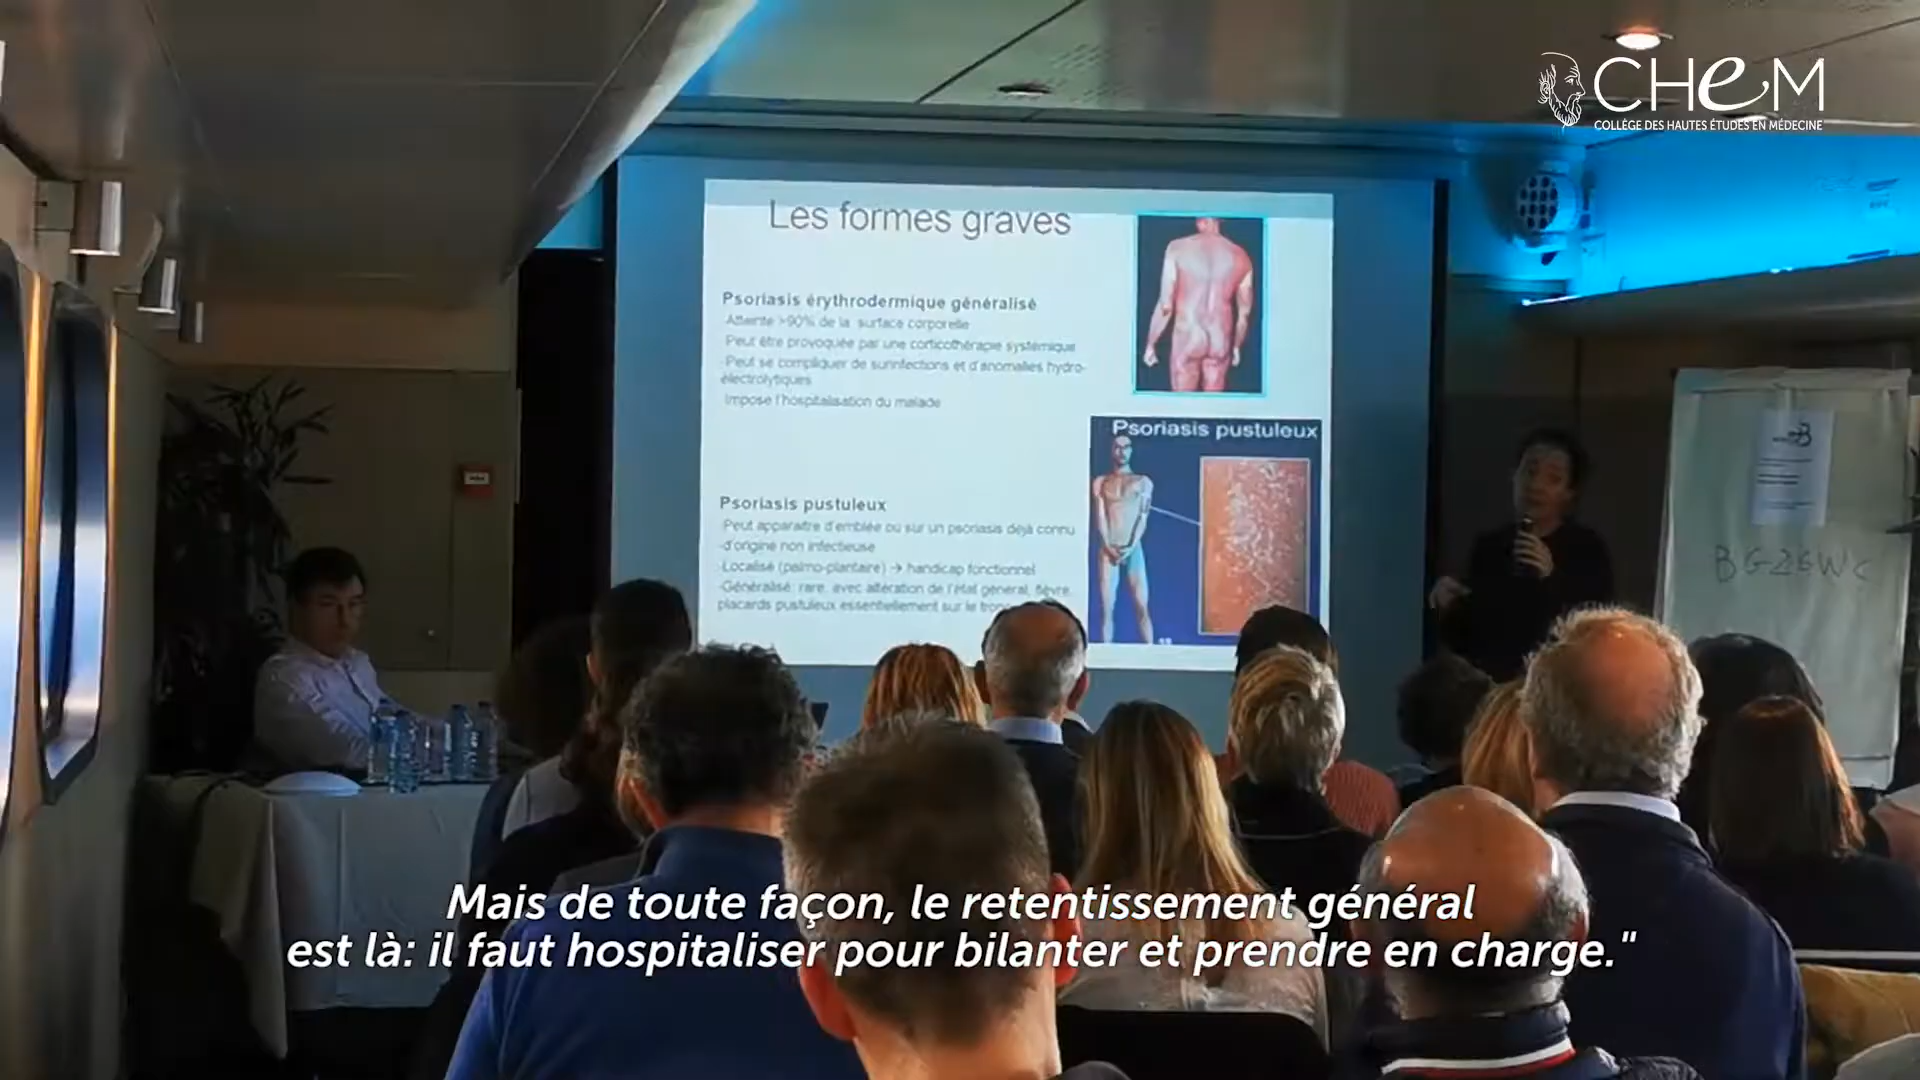 CHeM
COLLÈGE DES HAUTES ÉTUDES EN MÉDECINE
Les formes graves
Psoriasis érythrodermique généralisé
Atteinte >90% de la surface corporelle
-Peut être provoquée par une corticothérapie systémique
-Peut se compliquer de surinfections et d'anomalies hydro-
électrolytiques
-Impose l'hospitalisation du malade
Psoriasis pustuleux
Psoriasis pustuleux
-Peut apparaitre d'emblée ou sur un psoriasis déjà connu
-d'origine non infectieuse
-Localisé (palmo-plantaire) → handicap fonctionnel
-Généralisé: rare, avec altération de l'état général, fièvre,
placards pustuleux essentiellement sur le tronc
Mais de toute façon, le retentissement général
est là: il faut hospitaliser pour bilanter et prendre en charge."